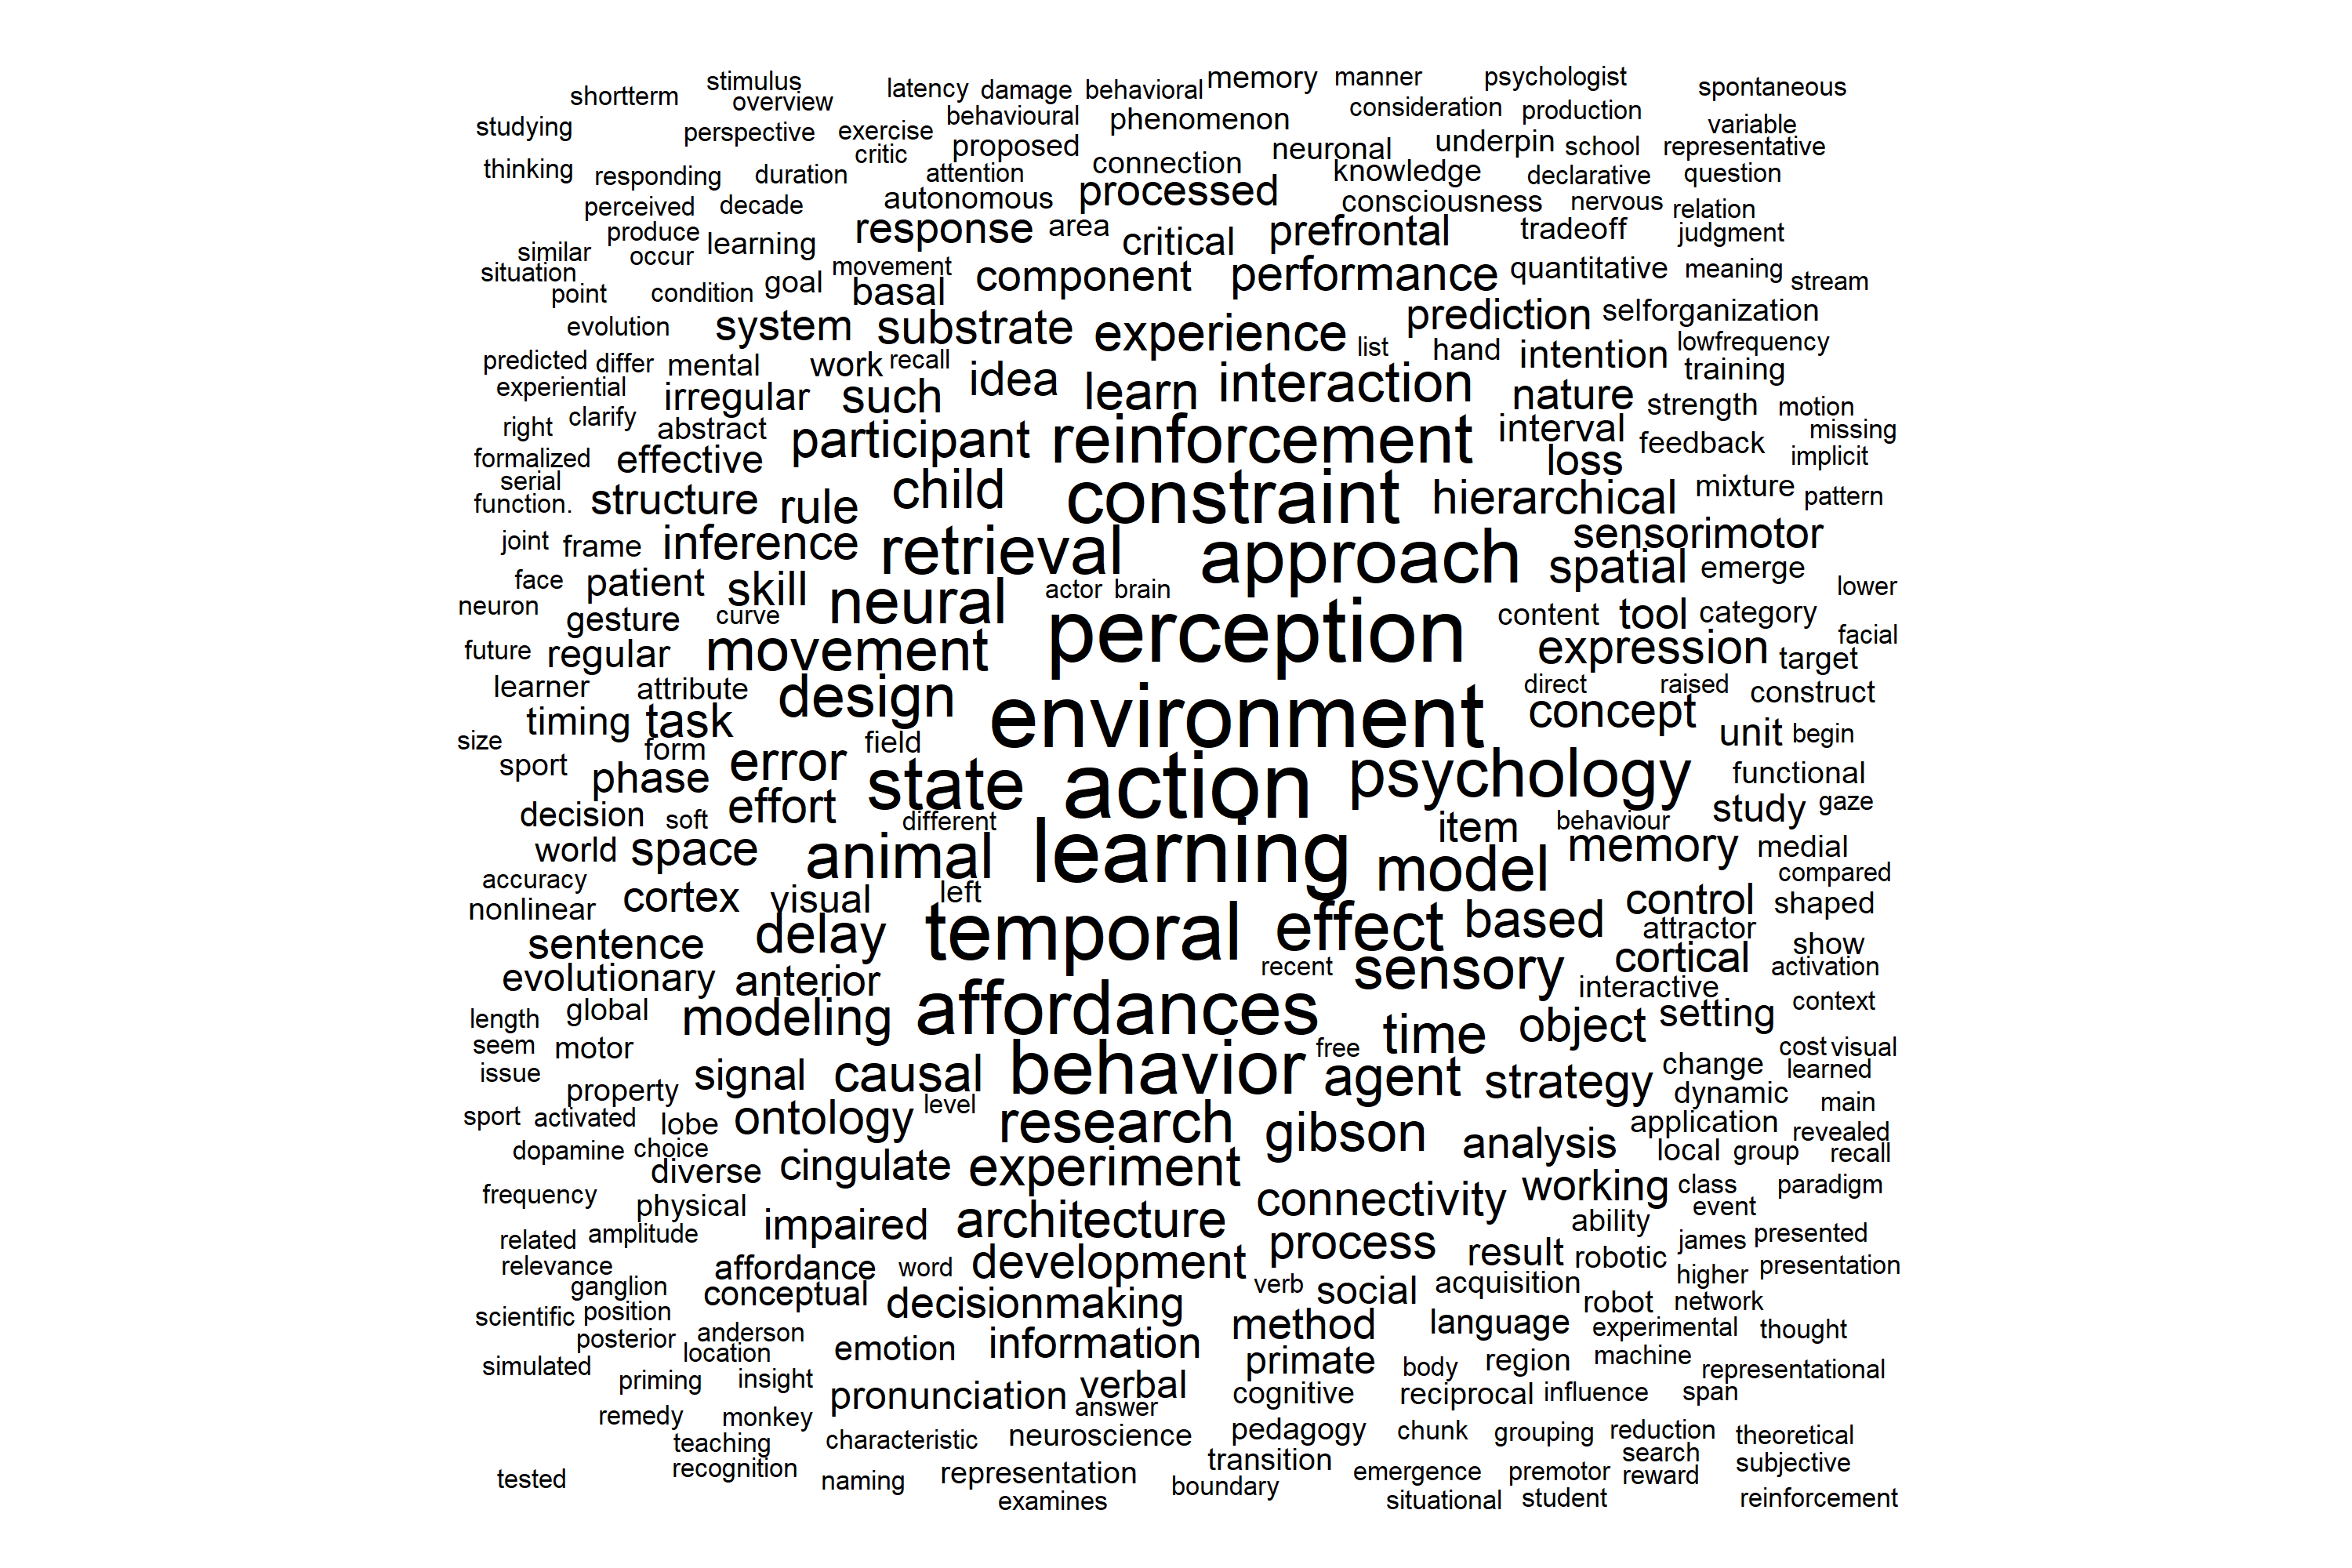 stimulus latency damage behavioral memory manner psychologist spontaneous
shortterm overview behavioural phenomenon consideration production
studying perspective exercise proposed neuronal underpin school variable representative
thinking responding duration critic attention connection knowledge declarative question
perceived decade autonomous processed consciousness nervous relation
produce learning response area critical prefrontal tradeoff judgment
similar occur movement component performance quantitative meaning stream
situation point condition goal basal
evolution system substrate experience prediction selforganization
predicted differ mental work recall idea list hand intention lowfrequency training
experiential irregular such learn interaction nature strength motion
right clarify abstract participant reinforcement interval feedback missing
formalized effective loss implicit
serial structure rule child constraint hierarchical mixture pattern
function.
joint frame inference retrieval approach sensorimotor
face patient skill actor brain spatial emerge lower
neuron gesture curve neural perception content tool category
future regular movement expression target facial
learner attribute design direct raised construct
timing task environment concept unit begin
size form field
sport phase error state action psychology functional
decision soft effort different item behaviour study gaze
world space animal learning model memory medial
accuracy cortex visual left control compared
nonlinear shaped
sentence delay temporal effect based attractor show
evolutionary anterior recent sensory cortical activation
length global modeling affordances interactive context
seem motor time object setting
issue property signal causal behavior free agent strategy change cost visual
learned
sport activated lobe ontology level research dynamic main
dopamine choice gibson analysis application revealed
diverse cingulate experiment local group recall
frequency physical connectivity working class paradigm
related amplitude impaired architecture ability event
relevance affordance word development process result robotic james presented
ganglion conceptual verb social acquisition higher presentation
scientific position decisionmaking robot network
posterior anderson emotion information method language experimental thought
simulated location primate body region machine representational
priming insight pronunciation verbal cognitive reciprocal influence span
remedy monkey answer
teaching characteristic neuroscience pedagogy chunk grouping reduction theoretical
tested recognition naming representation transition emergence premotor search subjective
examines boundary situational student reward reinforcement